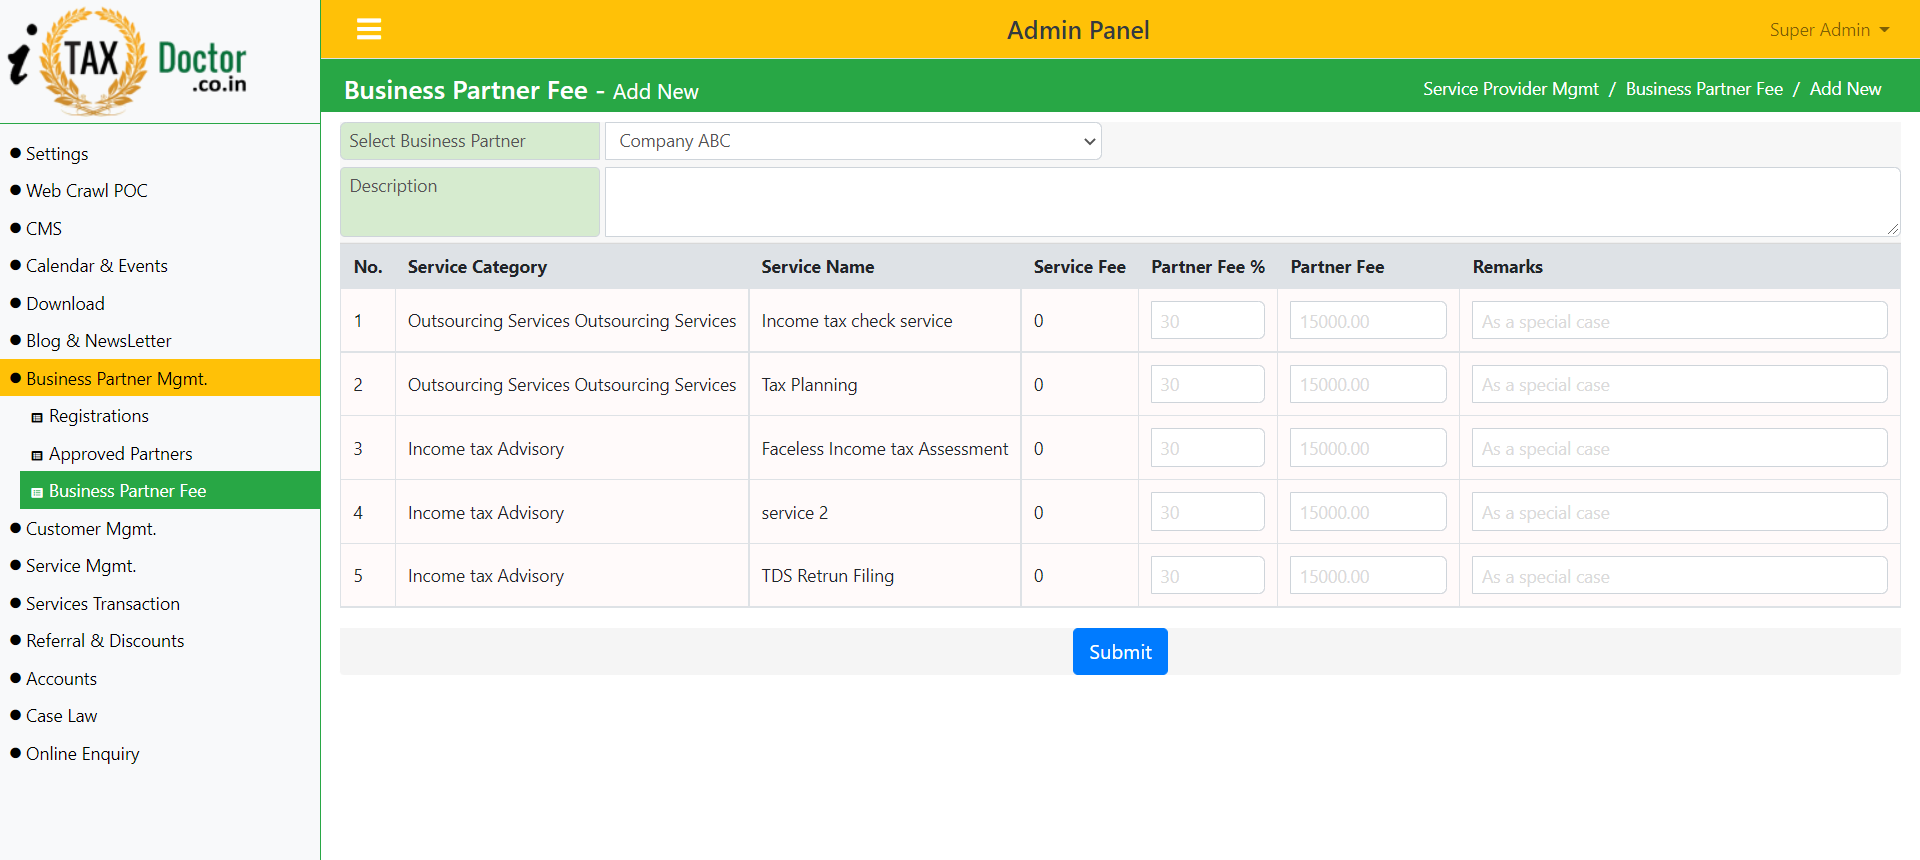 i TAX Doctor
.co.in
Admin Panel
Super Admin
Business Partner Fee - Add New
Service Provider Mgmt / Business Partner Fee / Add New
Settings
Web Crawl POC
CMS
Calendar & Events
Download
Blog & NewsLetter
Business Partner Mgmt.
Registrations
Approved Partners
Business Partner Fee
Customer Mgmt.
Service Mgmt.
Services Transaction
Referral & Discounts
Accounts
Case Law
Online Enquiry
Select Business Partner Company ABC
Description
No. Service Category Service Name Service Fee Partner Fee % Partner Fee Remarks
1 Outsourcing Services Outsourcing Services Income tax check service 0 30 15000.00 As a special case
2 Outsourcing Services Outsourcing Services Tax Planning 0 30 15000.00 As a special case
3 Income tax Advisory Faceless Income tax Assessment 0 30 15000.00 As a special case
4 Income tax Advisory service 2 0 30 15000.00 As a special case
5 Income tax Advisory TDS Retrun Filing 0 30 15000.00 As a special case
Submit